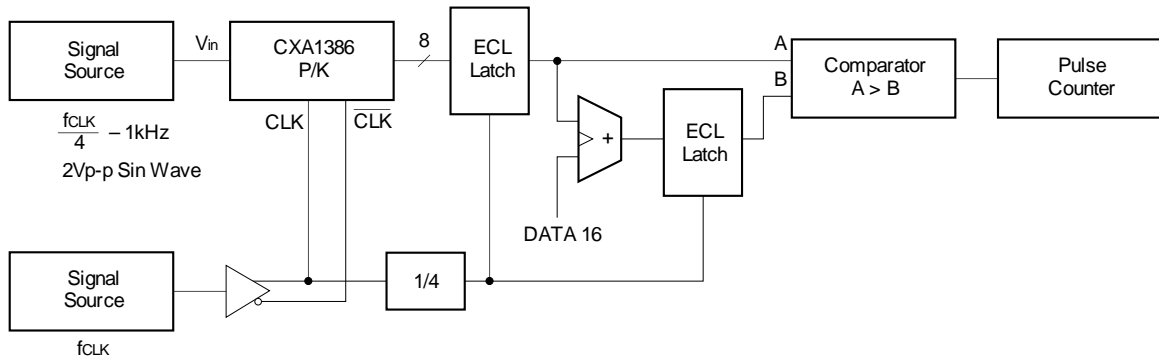 Signal
Source
Vin
CXA1386
P/K
8
ECL
Latch
A
B
Comparator
A > B
Pulse
Counter
fCLK
4
– 1kHz
2Vp-p Sin Wave
CLK
CLK
+
ECL
Latch
DATA 16
Signal
Source
1/4
fCLK